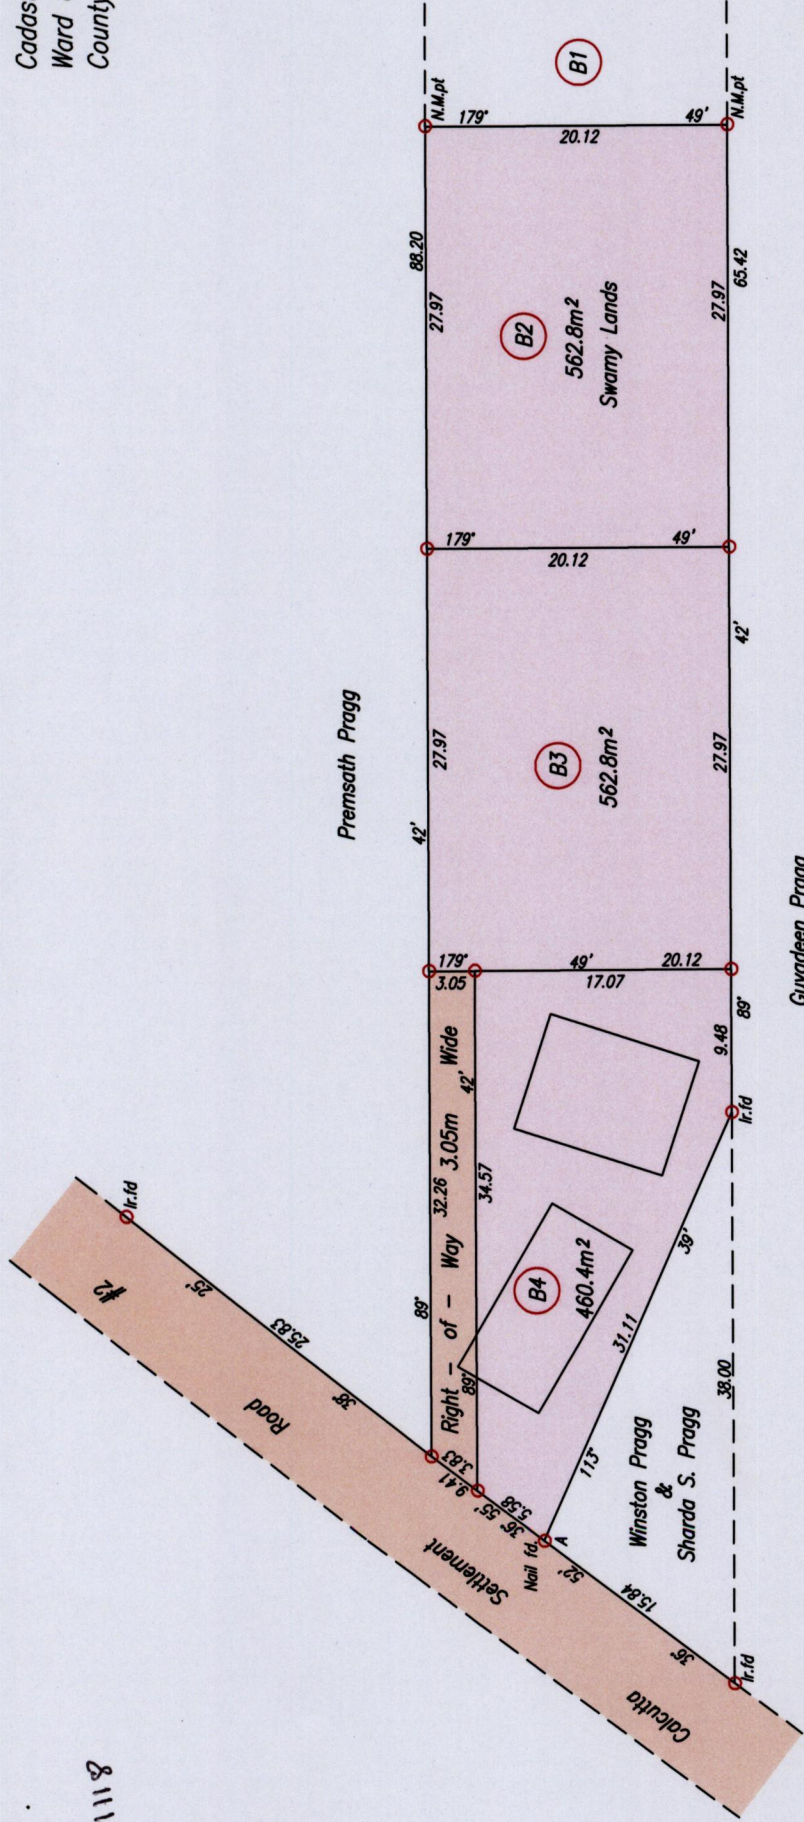 Cadas
Ward
County
N.M.pt
179° 49'
20.12
N.M.pt
B1
88.20
27.97
B2
562.8m²
Swamy Lands
27.97
65.42
179° 49'
20.12
Premsath Pragg
42'
27.97
B3
562.8m²
27.97
42'
179° 49' 20.12
3.05 17.07
Guyadeen Pragg
89°
9.48
Ir.fd
Right - of - Way 3.05m Wide
89° 32.26
89° 42'
34.57
B4
460.4m²
113° 39'
31.11
38.00
Winston Pragg
&
Sharda S. Pragg
Ir.fd
25'
25.83
38°
3.83
9.41
36° 55'
5.58
Nail fd.
A
52'
15.84
36°
Ir.fd
Calcutta Settlement Road #2
8111